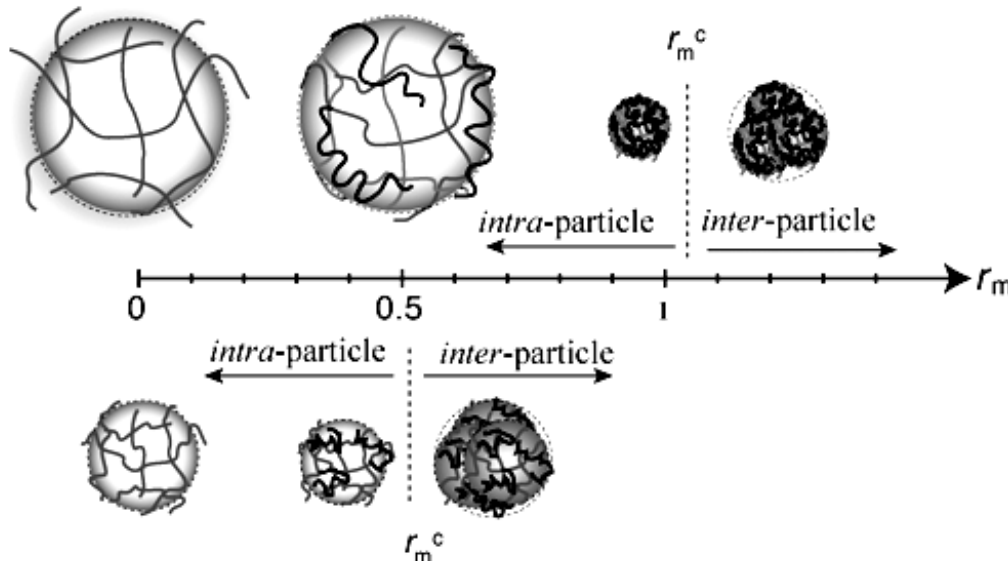 r_m^c
intra-particle inter-particle
0 0.5 1 r_m
intra-particle inter-particle
r_m^c